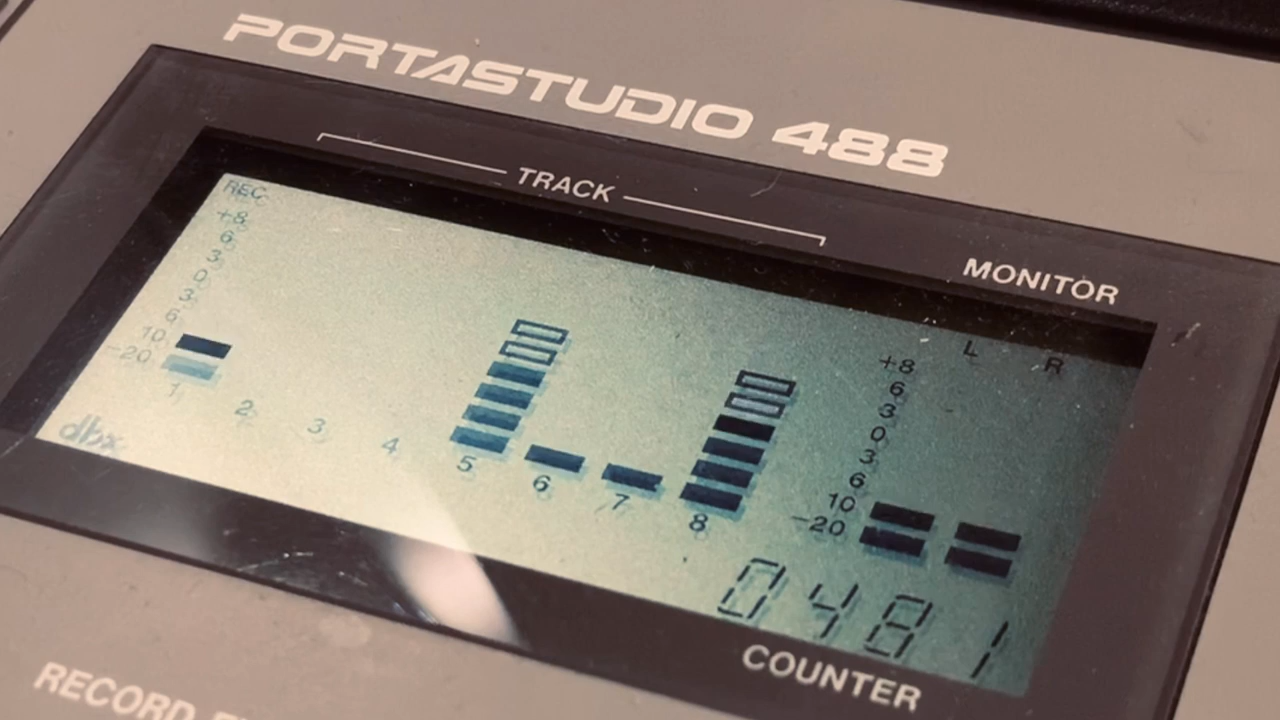 PORTASTUDIO 488
TRACK
MONITOR
REC
+8
6
3
0
3
6
10
-20
1 2 3 4 5 6 7 8
dbx
L R
+8
6
3
0
3
6
10
-20
0481
COUNTER
RECORD